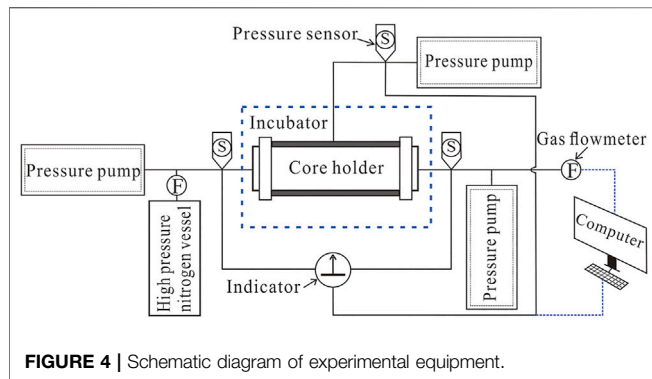 Pressure sensor
S
Pressure pump
Incubator
Gas flowmeter
S
S
Pressure pump
Core holder
F
F
High pressure
nitrogen vessel
Pressure pump
Computer
Indicator
FIGURE 4 | Schematic diagram of experimental equipment.